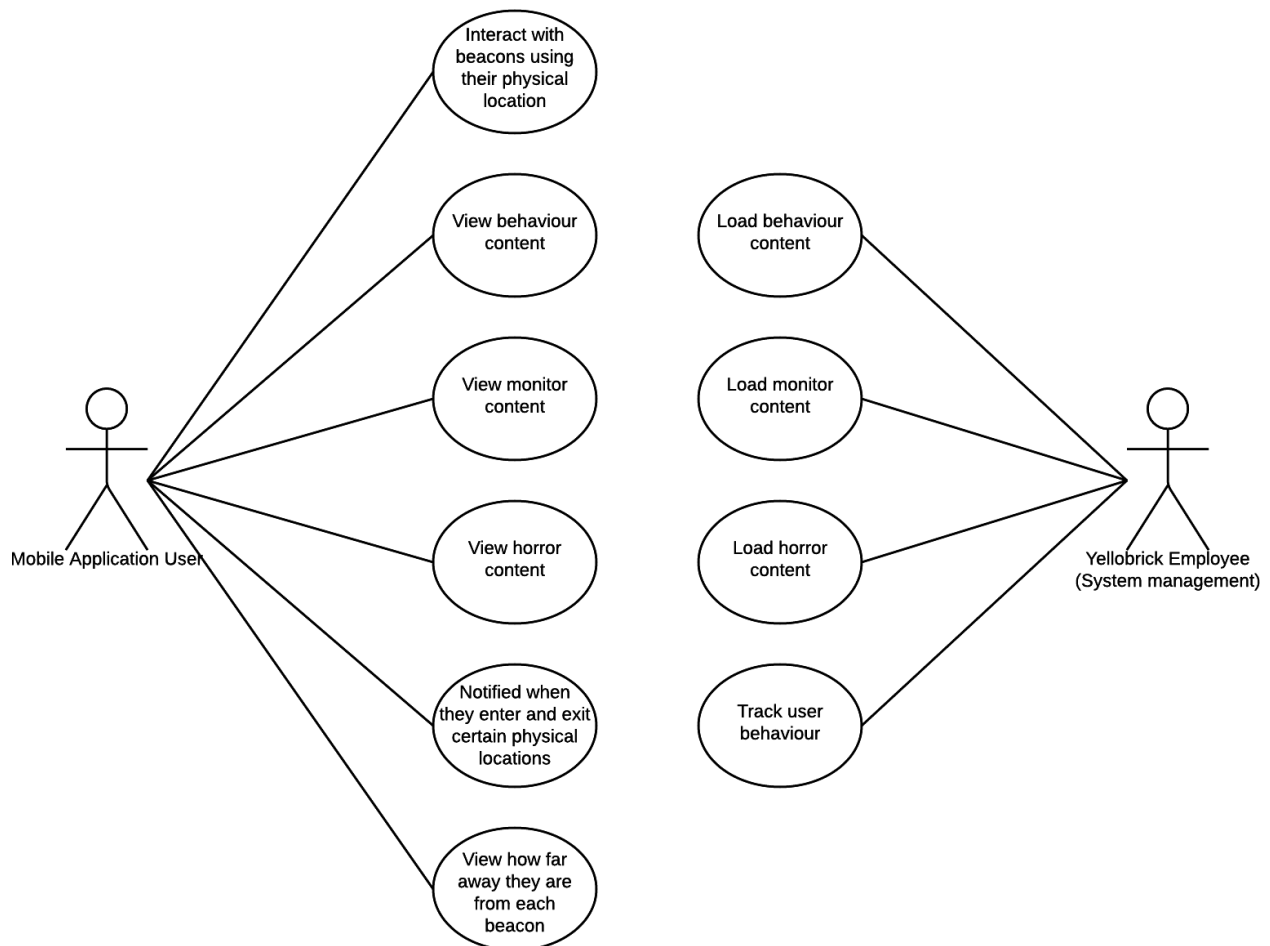 Interact with
beacons using
their physical
location
View behaviour
content
Load behaviour
content
View monitor
content
Load monitor
content
Mobile Application User
View horror
content
Load horror
content
Yellobrick Employee
(System management)
Notified when
they enter and exit
certain physical
locations
Track user
behaviour
View how far
away they are
from each
beacon